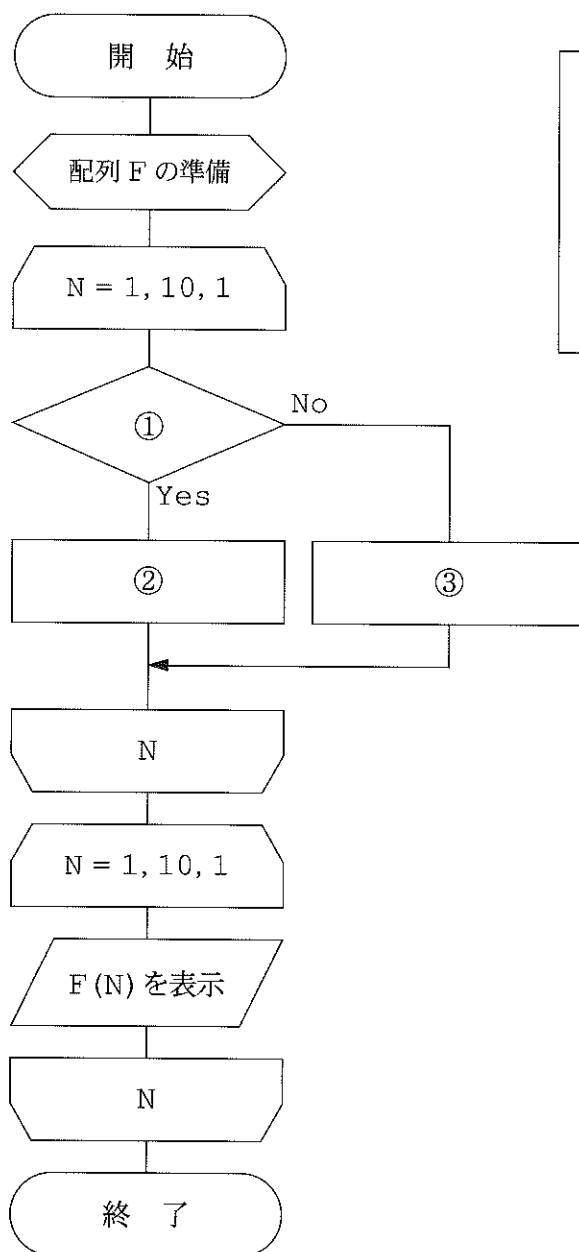 開 始
配列 F の準備
N = 1, 10, 1
①
No
Yes
②
③
N
N = 1, 10, 1
F (N) を表示
N
終 了